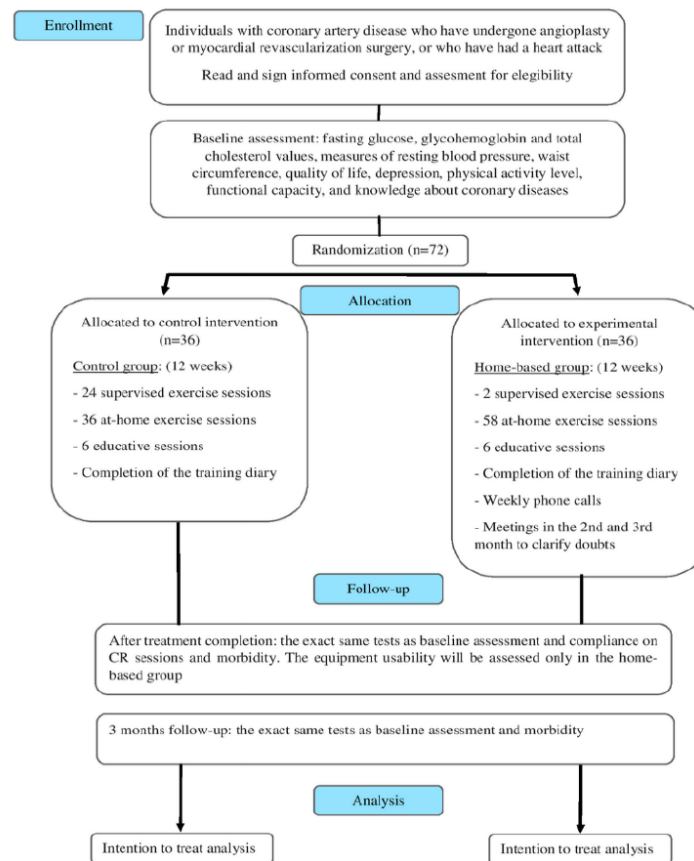 Enrollment
Individuals with coronary artery disease who have undergone angioplasty
or myocardial revascularization surgery, or who have had a heart attack
Read and sign informed consent and assesment for elegibility
Baseline assessment: fasting glucose, glycohemoglobin and total
cholesterol values, measures of resting blood pressure, waist
circumference, quality of life, depression, physical activity level,
functional capacity, and knowledge about coronary diseases
Randomization (n=72)
Allocation
Allocated to control intervention
(n=36)
Control group: (12 weeks)
- 24 supervised exercise sessions
- 36 at-home exercise sessions
- 6 educative sessions
- Completion of the training diary
Allocated to experimental
intervention (n=36)
Home-based group: (12 weeks)
- 2 supervised exercise sessions
- 58 at-home exercise sessions
- 6 educative sessions
- Completion of the training diary
- Weekly phone calls
- Meetings in the 2nd and 3rd
month to clarify doubts
Follow-up
After treatment completion: the exact same tests as baseline assessment and compliance on
CR sessions and morbidity. The equipment usability will be assessed only in the home-
based group
3 months follow-up: the exact same tests as baseline assessment and morbidity
Analysis
Intention to treat analysis
Intention to treat analysis